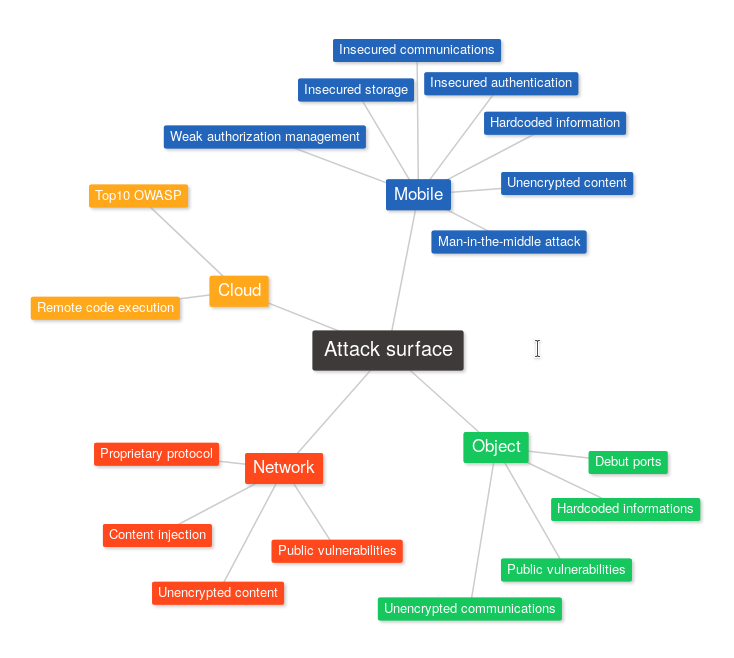 Insecured communications
Insecured storage
Insecured authentication
Hardcoded information
Weak authorization management
Unencrypted content
Mobile
Top10 OWASP
Man-in-the-middle attack
Cloud
Remote code execution
Attack surface
Object
Proprietary protocol
Network
Debut ports
Hardcoded informations
Content injection
Public vulnerabilities
Public vulnerabilities
Unencrypted content
Unencrypted communications